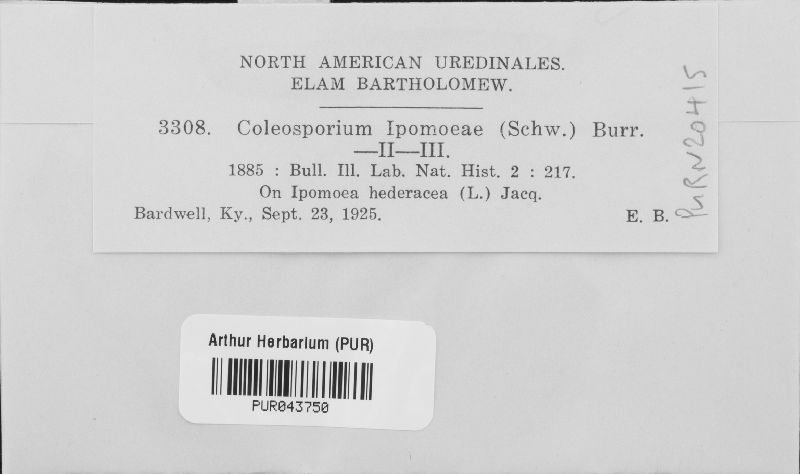 NORTH AMERICAN UREDINALES.
ELAM BARTHOLOMEW.
3308. Coleosporium Ipomoeae (Schw.) Burr.
—II—III.
1885 : Bull. Ill. Lab. Nat. Hist. 2 : 217.
On Ipomoea hederacea (L.) Jacq.
Bardwell, Ky., Sept. 23, 1925. E. B.
PURN20415
Arthur Herbarium (PUR)
PUR043750